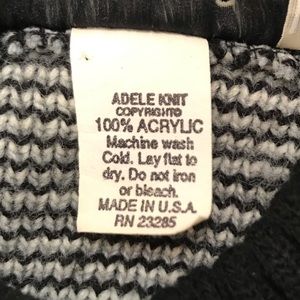 ADELE KNIT
COPYRIGHT©
100% ACRYLIC
Machine wash
Cold. Lay flat to
dry. Do not iron
or bleach.
MADE IN U.S.A.
RN 23285